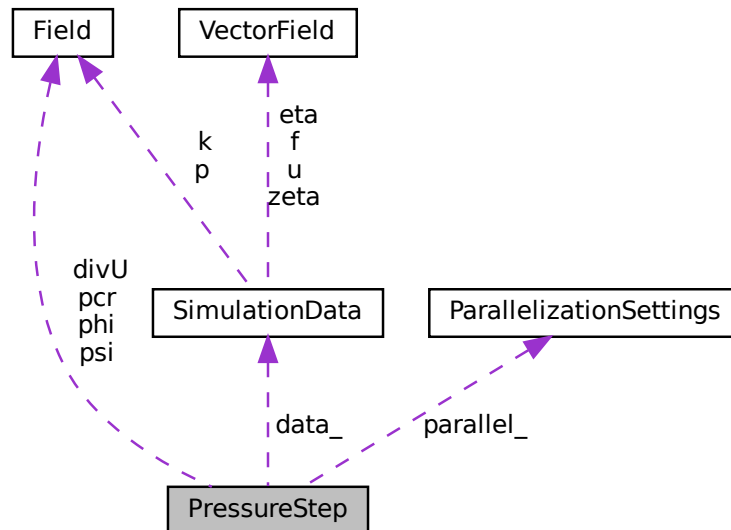 Field
VectorField
eta
f
u
zeta
k
p
divU
pcr
phi
psi
SimulationData
ParallelizationSettings
data_
parallel_
PressureStep